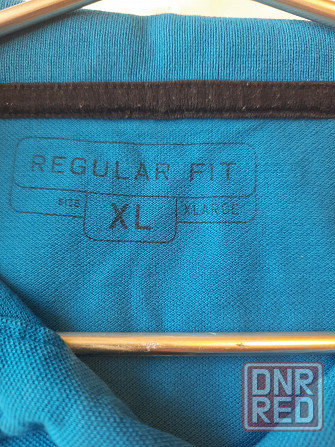 REGULAR FIT
SIZE XL XLARGE
DNR
RED